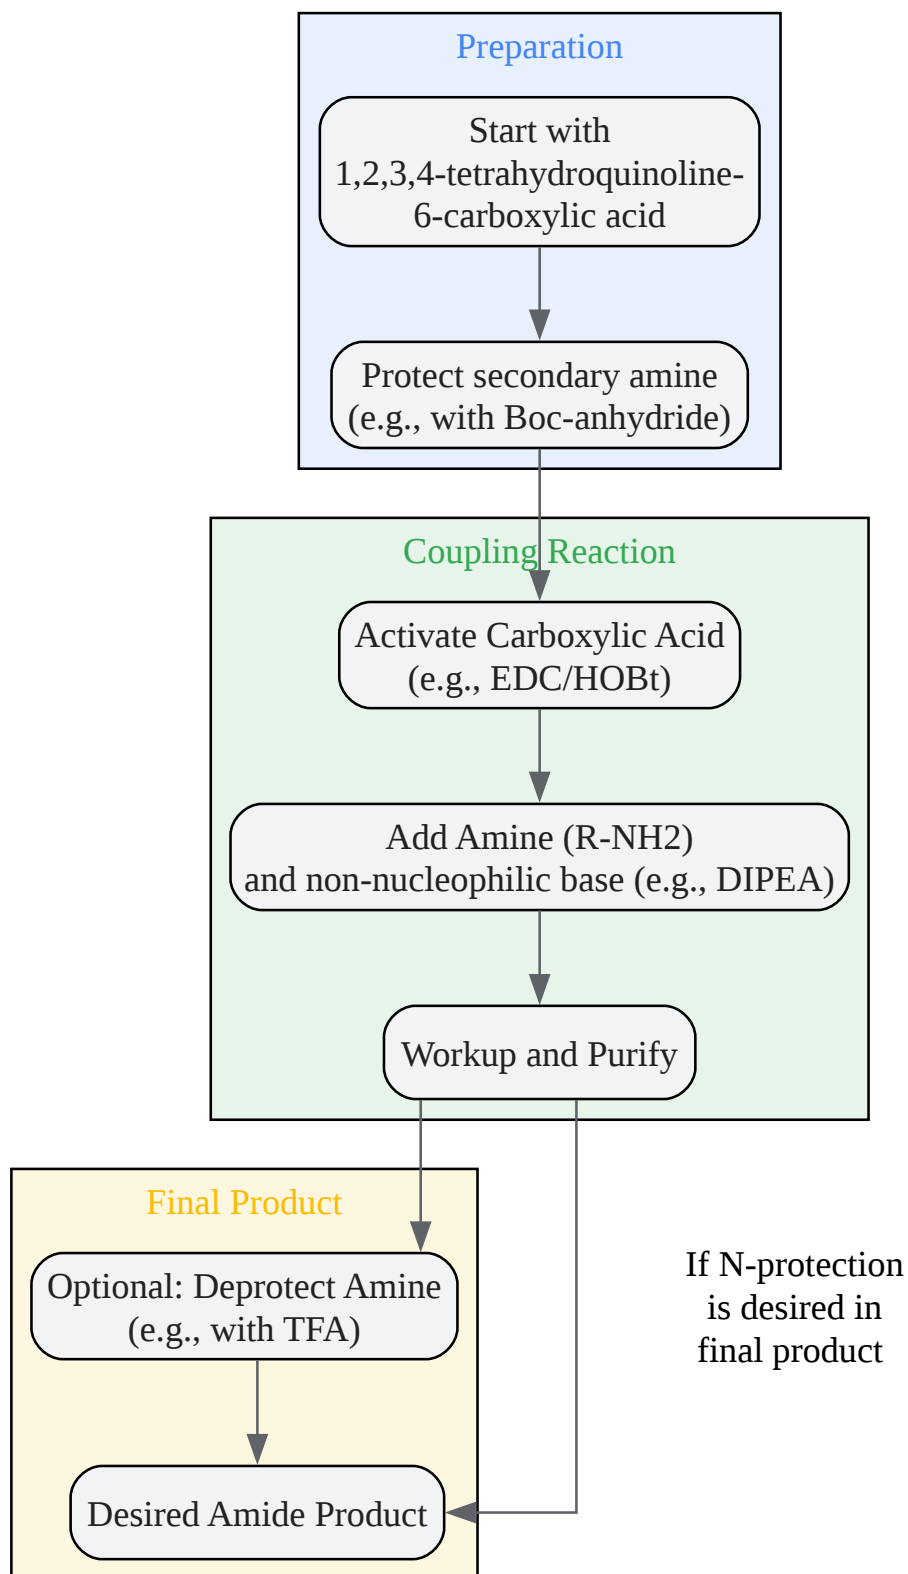 Preparation
Start with
1,2,3,4-tetrahydroquinoline-
6-carboxylic acid
Protect secondary amine
(e.g., with Boc-anhydride)
Coupling Reaction
Activate Carboxylic Acid
(e.g., EDC/HOBt)
Add Amine (R-NH2)
and non-nucleophilic base (e.g., DIPEA)
Workup and Purify
Final Product
Optional: Deprotect Amine
(e.g., with TFA)
If N-protection
is desired in
final product
Desired Amide Product